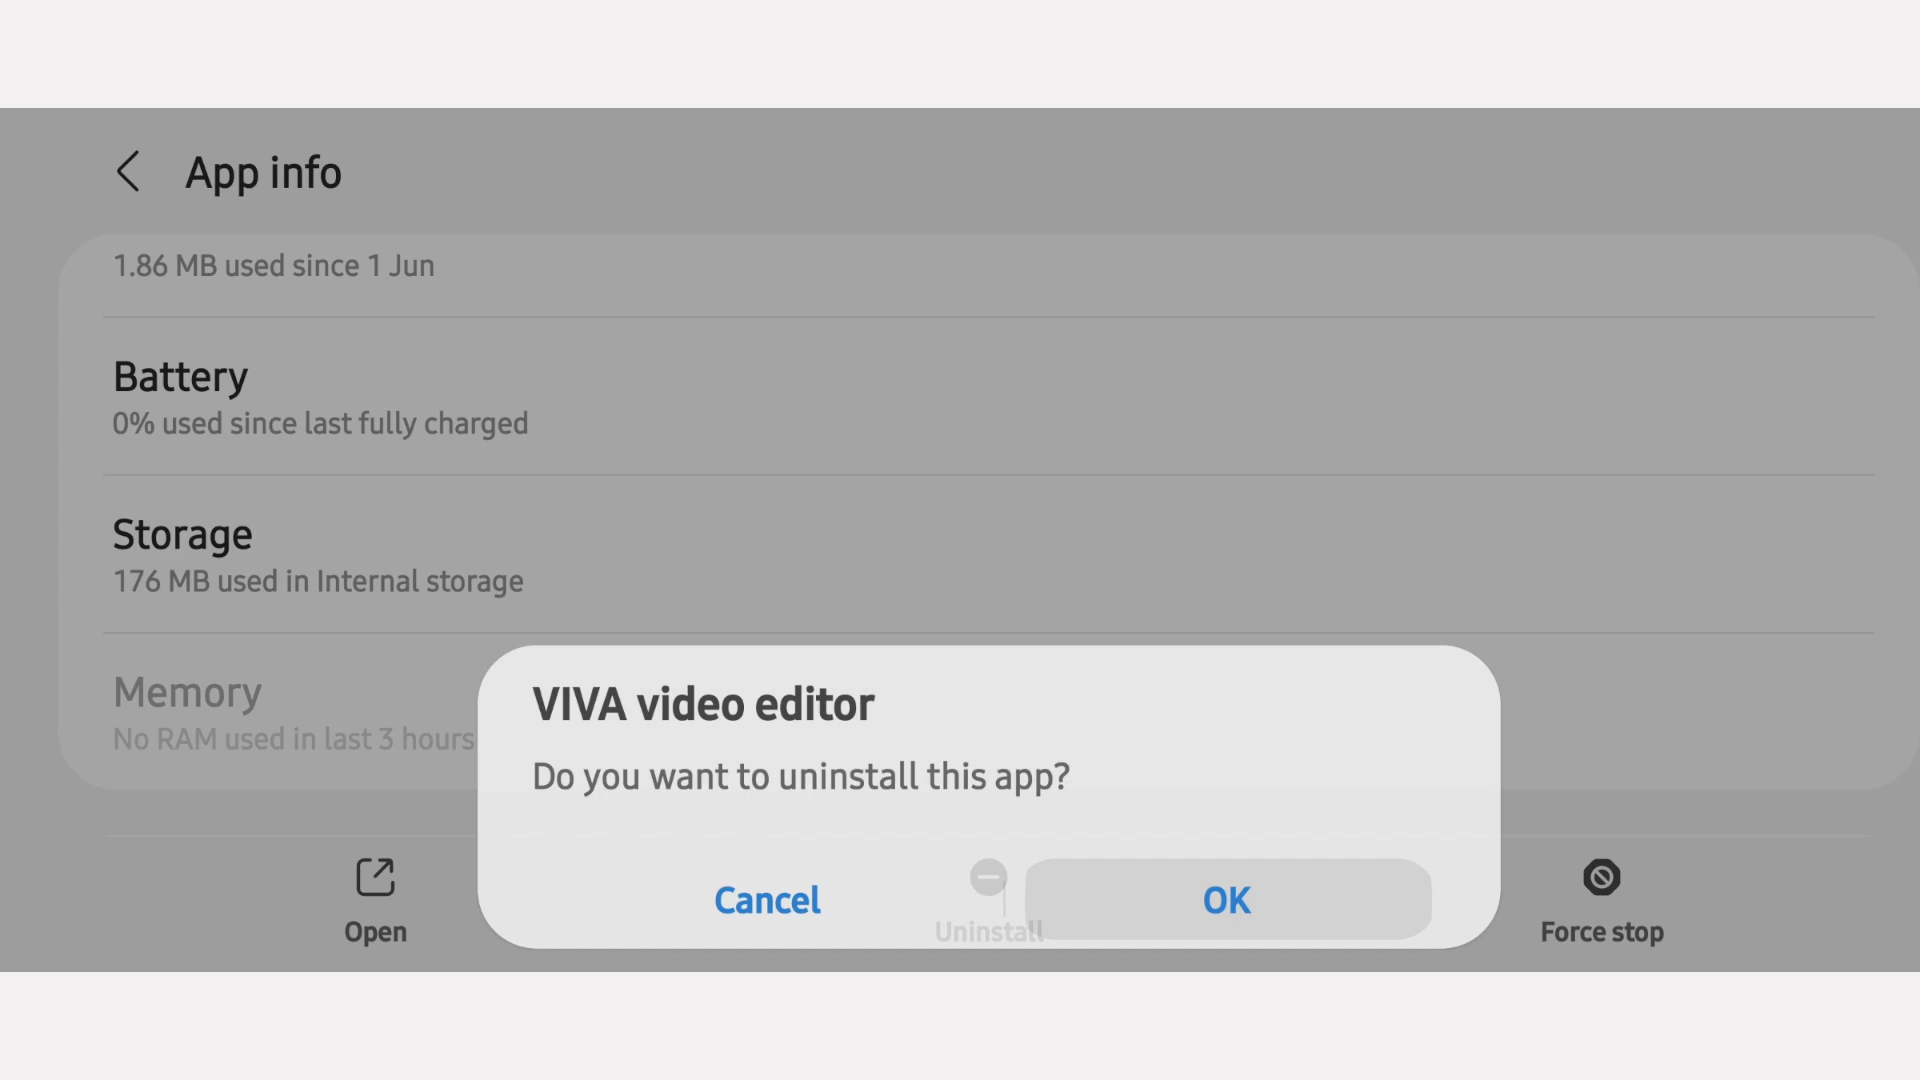 App info
1.86 MB used since 1 Jun
Battery
0% used since last fully charged
Storage
176 MB used in Internal storage
Memory
No RAM used in last 3 hours
VIVA video editor
Do you want to uninstall this app?
Cancel
OK
Open
Uninstall
Force stop